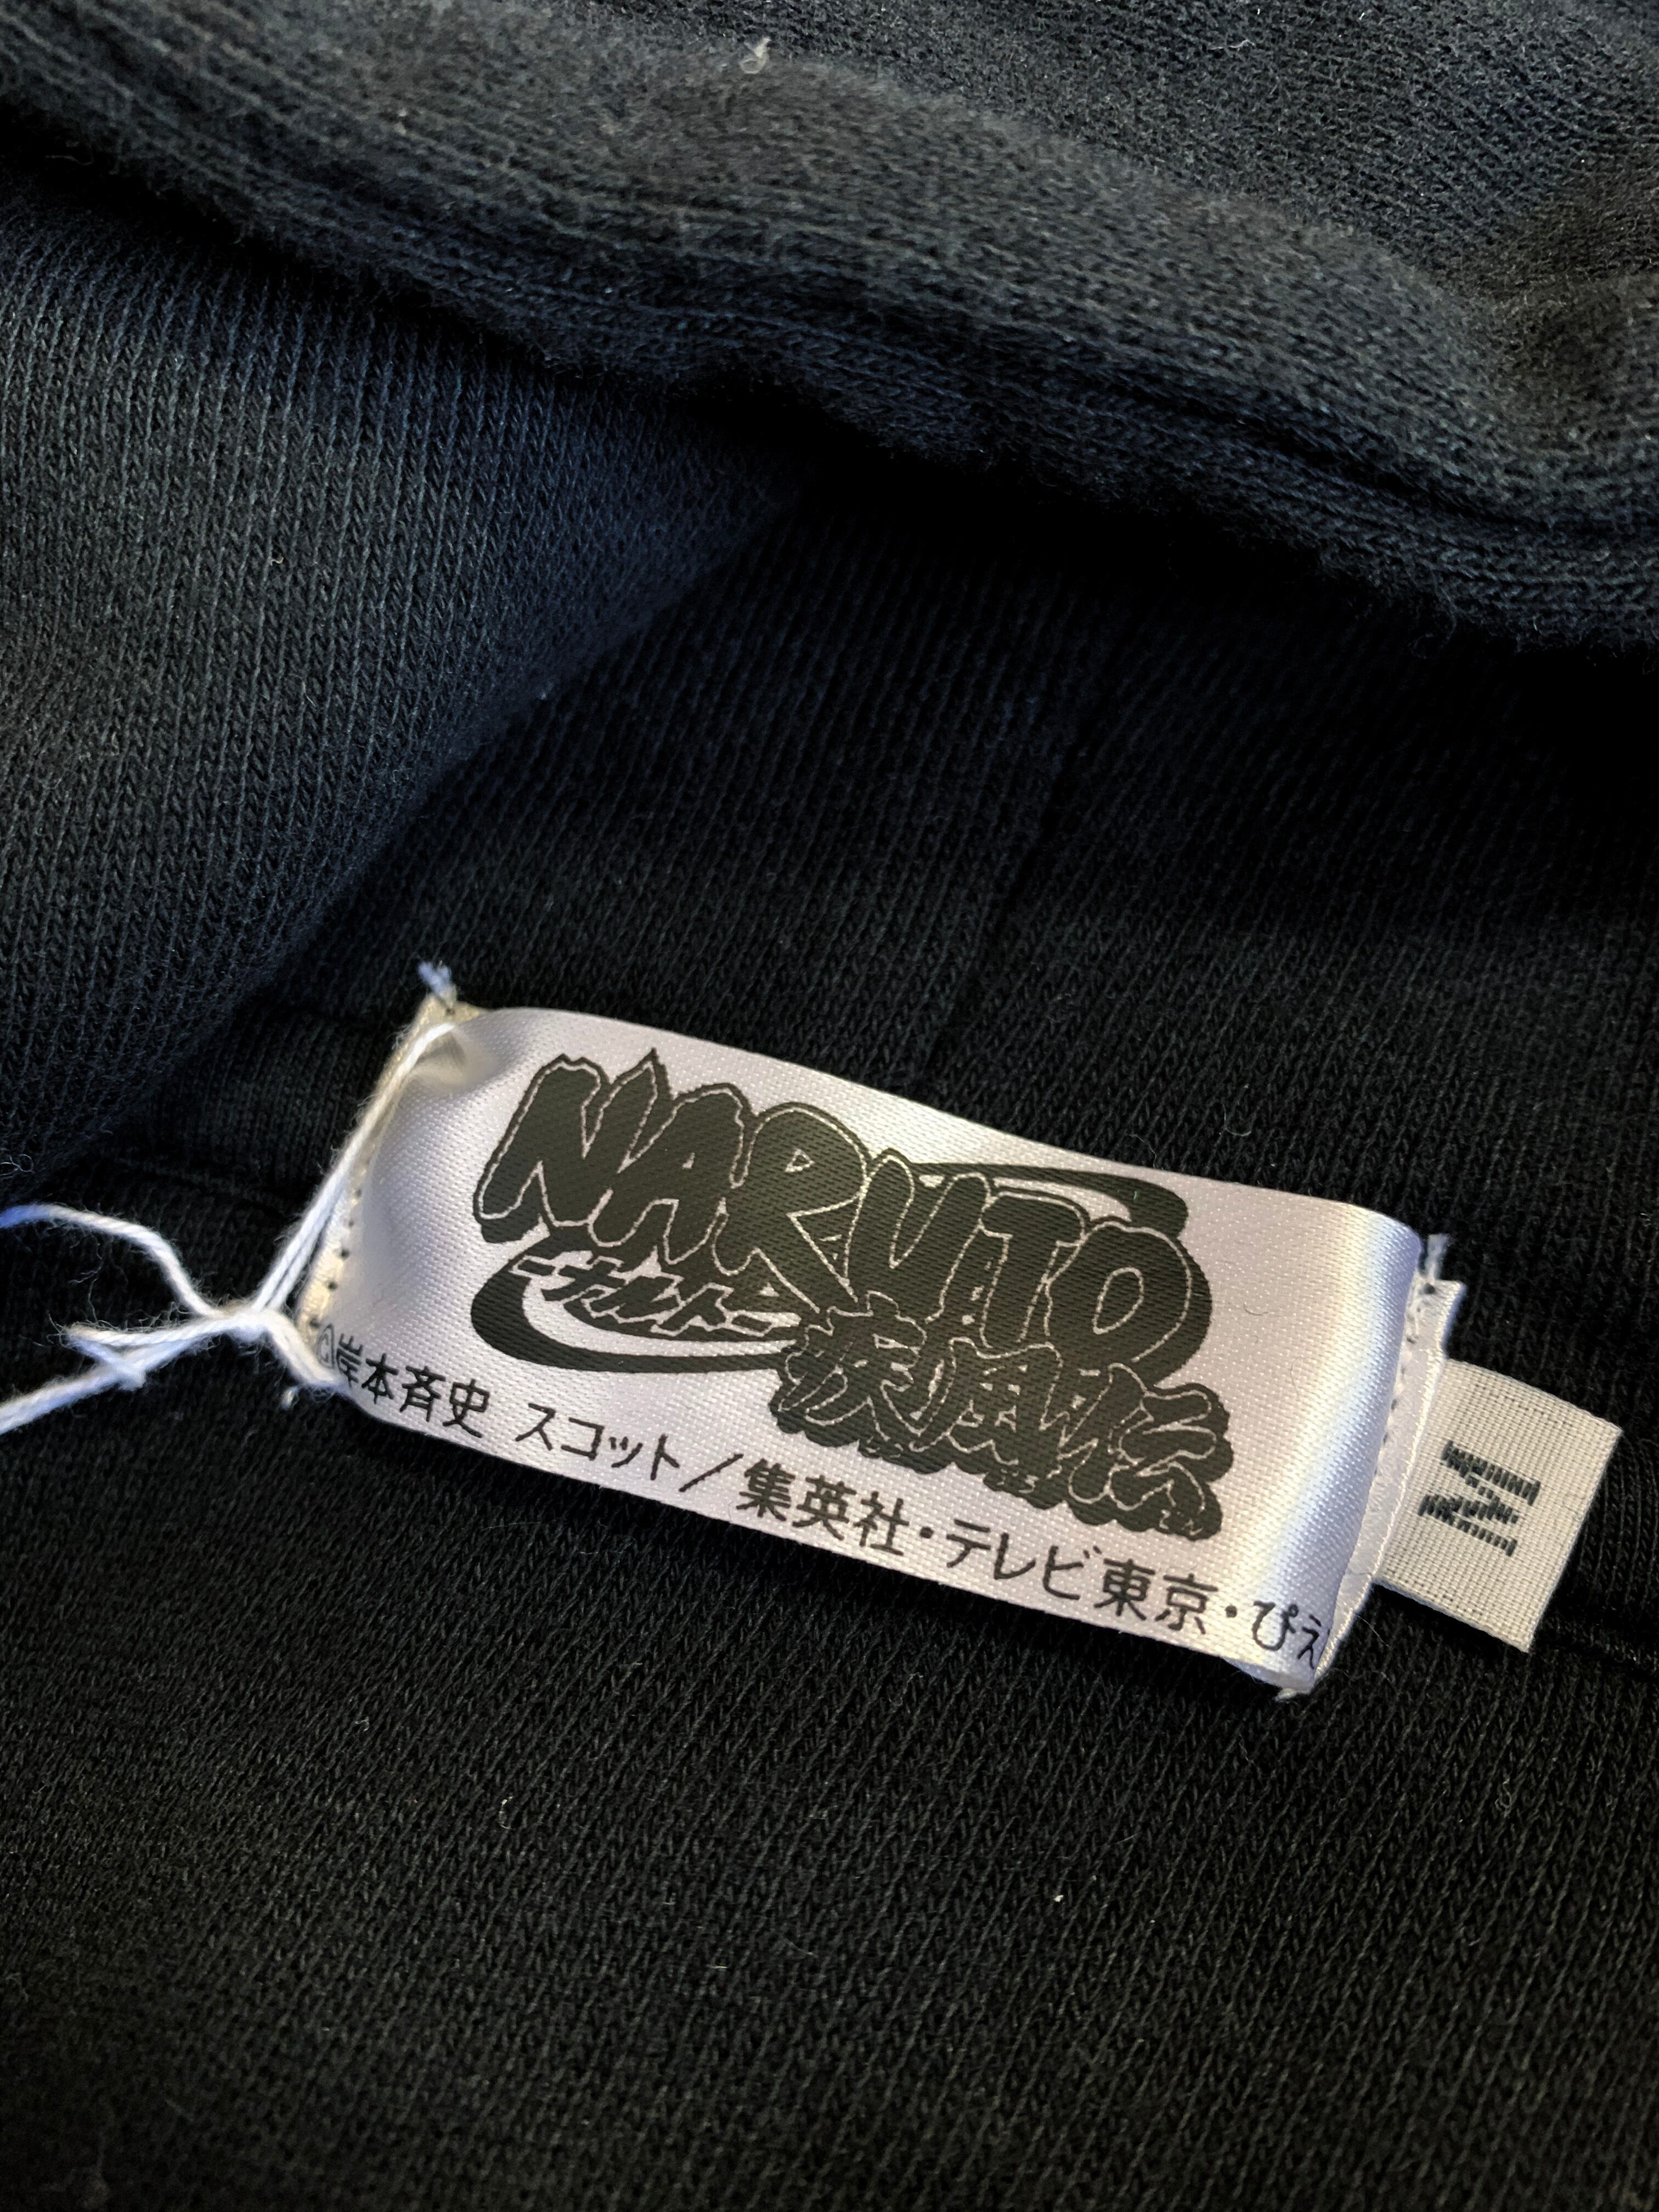 NARUTO
ーナルトー
疾風伝
©岸本斉史 スコット/集英社・テレビ東京・ぴえ
M